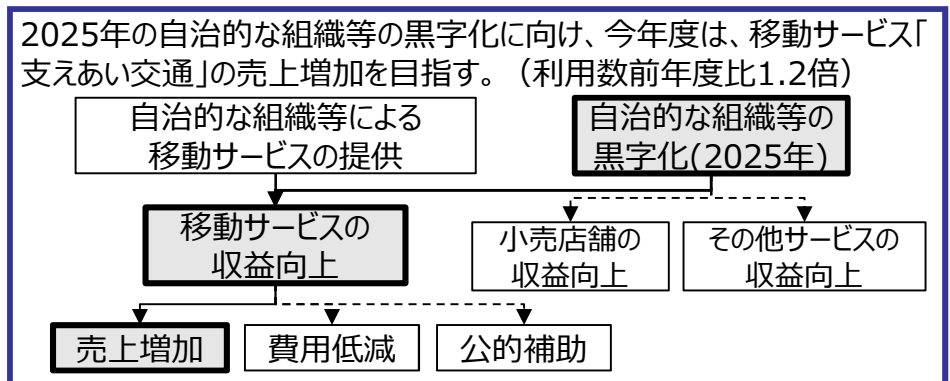 2025年の自治的な組織等の黒字化に向け、今年度は、移動サービス「
支えあい交通」の売上増加を目指す。（利用数前年度比1.2倍）
自治的な組織等による
移動サービスの提供
自治的な組織等の
黒字化(2025年)
移動サービスの
収益向上
小売店舗の
収益向上
その他サービスの
収益向上
売上増加
費用低減
公的補助